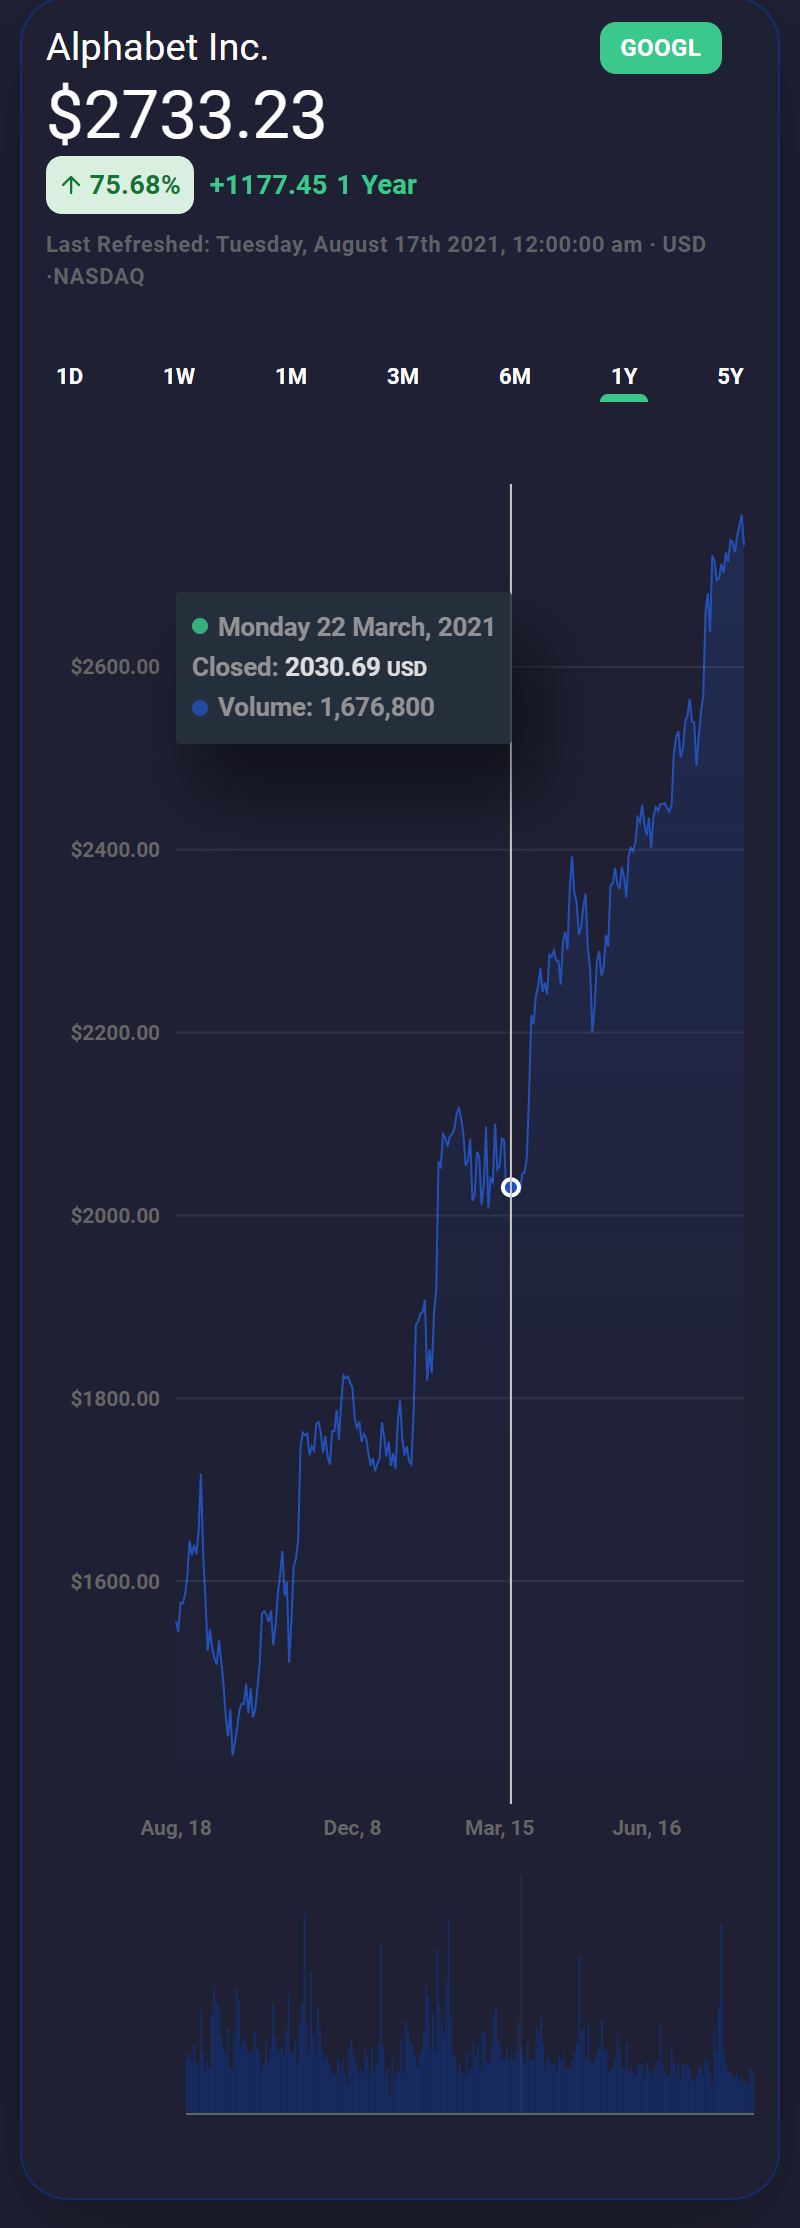 Alphabet Inc.
GOOGL
$2733.23
↑ 75.68% +1177.45 1 Year
Last Refreshed: Tuesday, August 17th 2021, 12:00:00 am · USD
·NASDAQ
1D 1W 1M 3M 6M 1Y 5Y
Monday 22 March, 2021
Closed: 2030.69 USD
Volume: 1,676,800
$2600.00
$2400.00
$2200.00
$2000.00
$1800.00
$1600.00
Aug, 18 Dec, 8 Mar, 15 Jun, 16